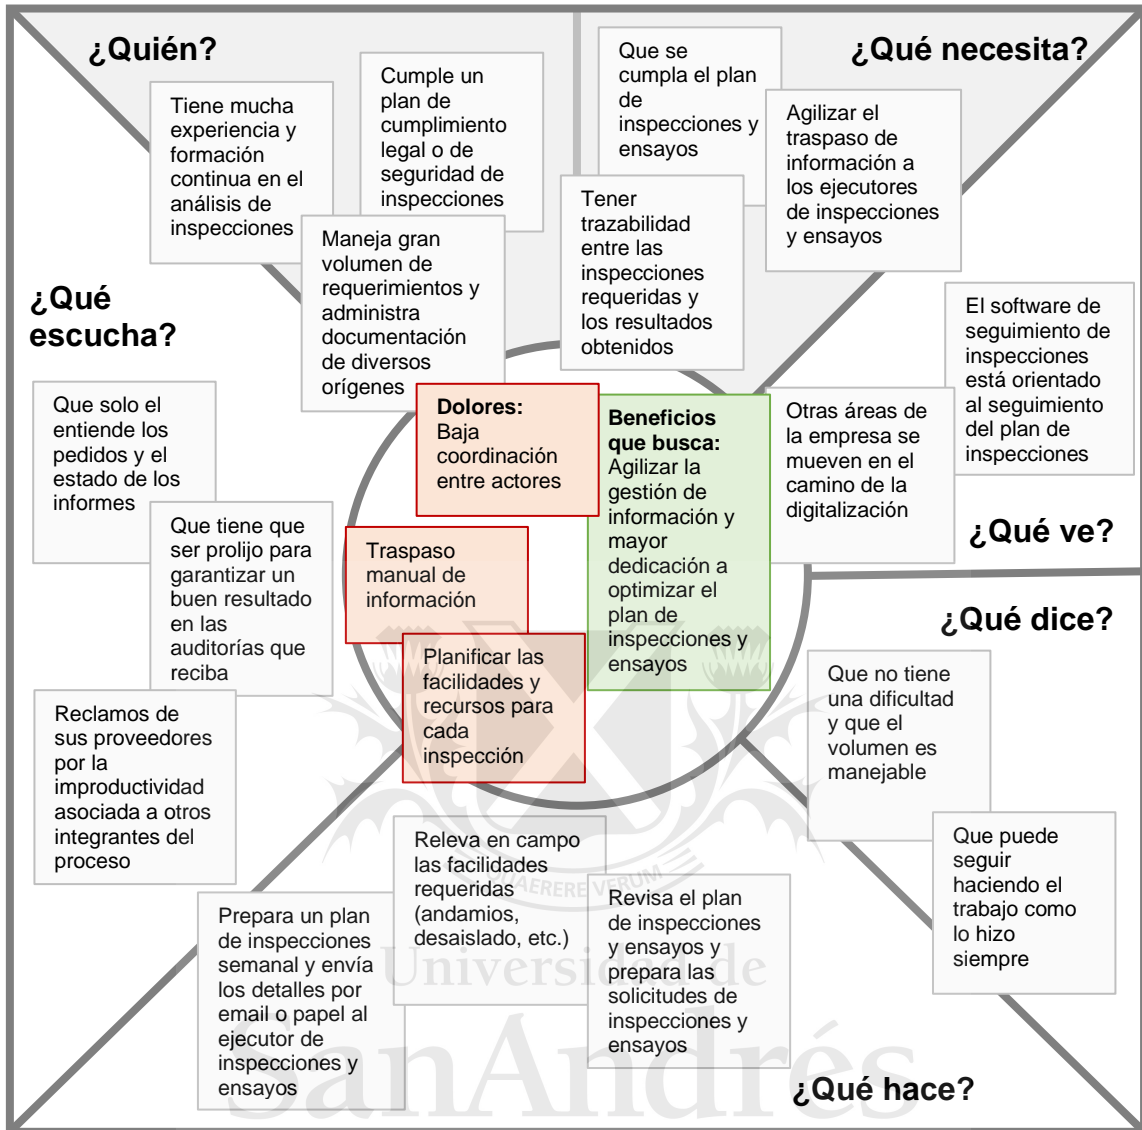 ¿Quién?
Tiene mucha
experiencia y
formación
continua en el
análisis de
inspecciones
Cumple un
plan de
cumplimiento
legal o de
seguridad de
inspecciones
Maneja gran
volumen de
requerimientos y
administra
documentación
de diversos
orígenes
¿Qué necesita?
Que se
cumpla el plan
de
inspecciones y
ensayos
Agilizar el
traspaso de
información a
los ejecutores
de inspecciones
y ensayos
Tener
trazabilidad
entre las
inspecciones
requeridas y
los resultados
obtenidos
¿Qué
escucha?
Que solo el
entiende los
pedidos y el
estado de los
informes
Que tiene que
ser prolijo para
garantizar un
buen resultado
en las
auditorías que
reciba
Reclamos de
sus proveedores
por la
improductividad
asociada a otros
integrantes del
proceso
Dolores:
Baja
coordinación
entre actores
Traspaso
manual de
información
Planificar las
facilidades y
recursos para
cada
inspección
Beneficios
que busca:
Agilizar la
gestión de
información y
mayor
dedicación a
optimizar el
plan de
inspecciones y
ensayos
Otras áreas de
la empresa se
mueven en el
camino de la
digitalización
El software de
seguimiento de
inspecciones
está orientado
al seguimiento
del plan de
inspecciones
¿Qué ve?
¿Qué dice?
Que no tiene
una dificultad
y que el
volumen es
manejable
Que puede
seguir
haciendo el
trabajo como
lo hizo
siempre
Prepara un plan
de inspecciones
semanal y envía
los detalles por
email o papel al
ejecutor de
inspecciones y
ensayos
Releva en campo
las facilidades
requeridas
(andamios,
desaislado, etc.)
Revisa el plan
de inspecciones
y ensayos y
prepara las
solicitudes de
inspecciones y
ensayos
¿Qué hace?
QUAERERE VERUM
Universidad de
SanAndrés